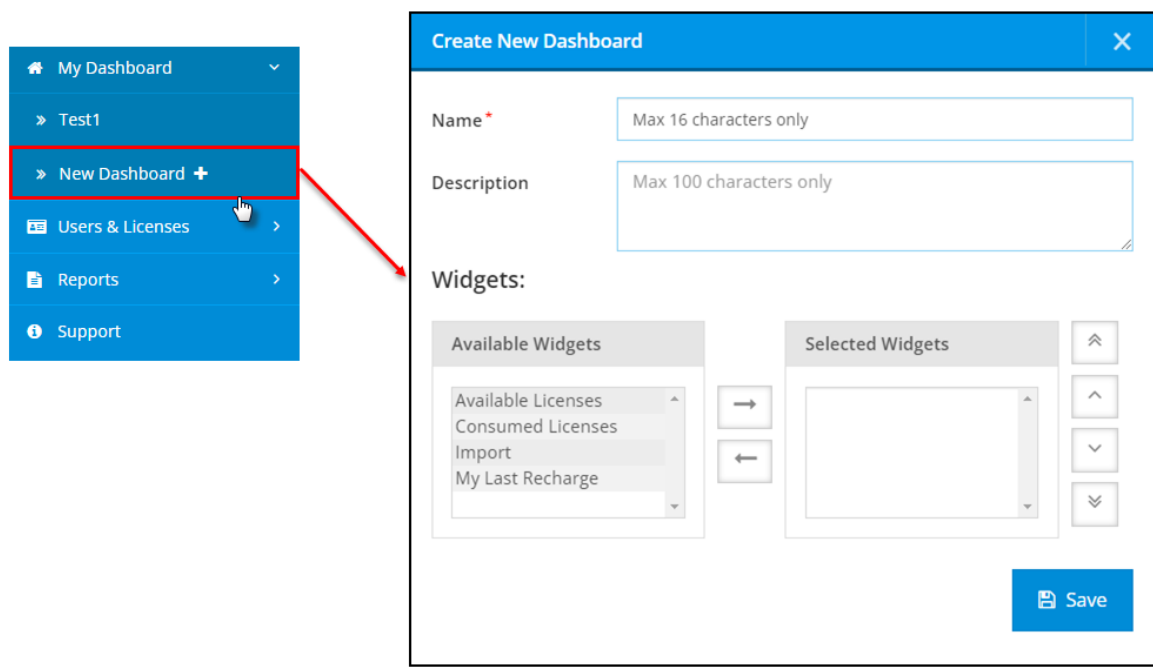 My Dashboard
Test1
New Dashboard
Users & Licenses
Reports
Support
Create New Dashboard
Name*
Max 16 characters only
Description
Max 100 characters only
Widgets:
Available Widgets
Available Licenses
Consumed Licenses
Import
My Last Recharge
Selected Widgets
Save